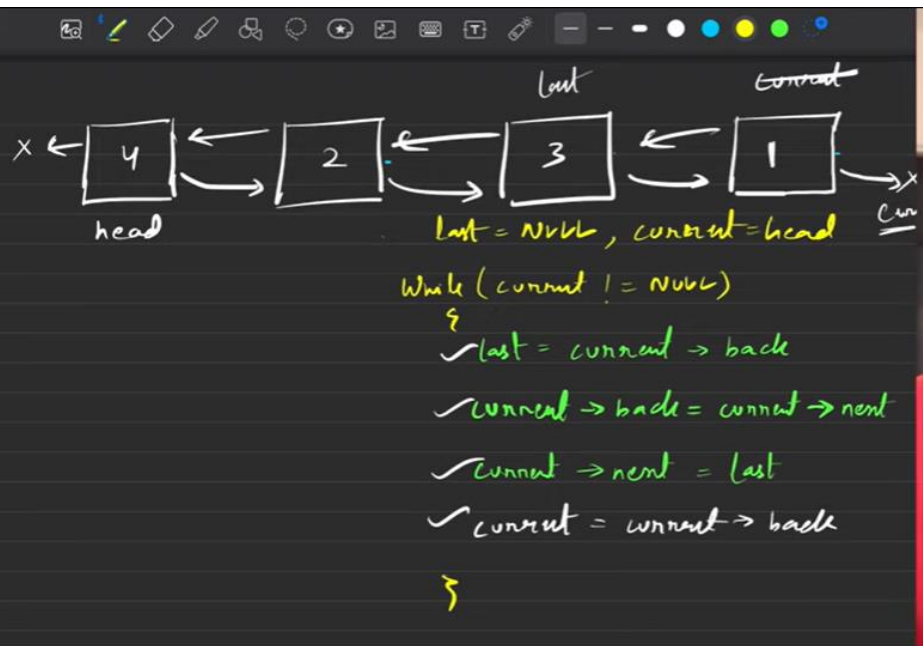 last current
X 4 2 3 1 X
head Curr
last = NULL, current = head
While (current != NULL)
{
last = current → back
current → back = current → next
current → next = last
current = current → back
}